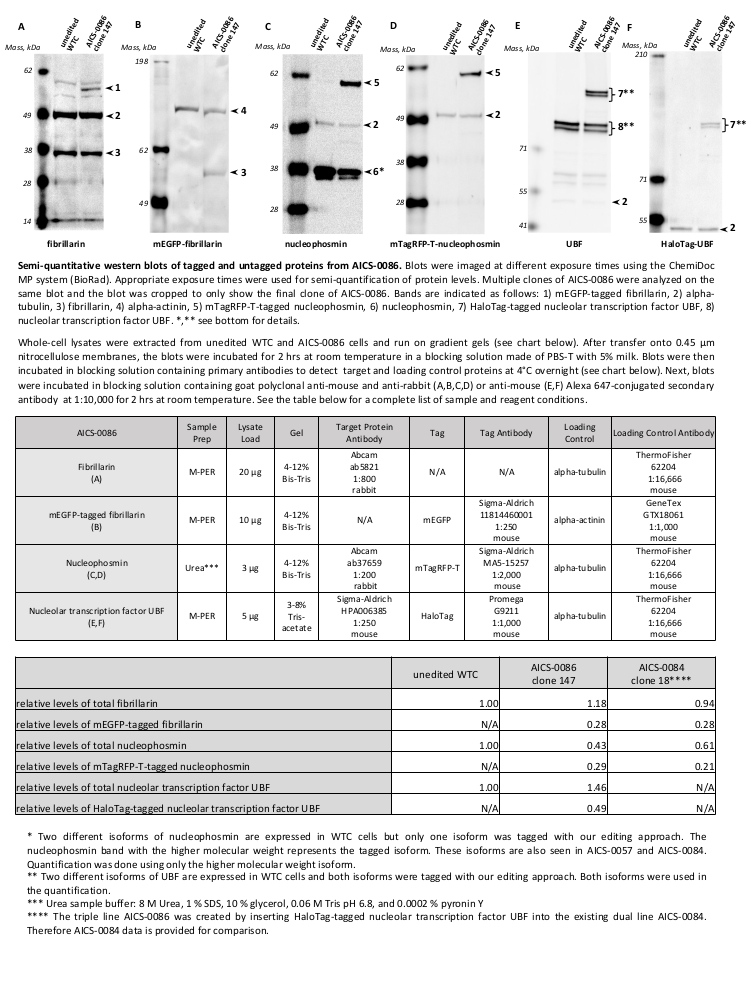 A
Mass, kDa
unedited WTC
AICS-0086 clone 147
62
49
38
28
14
1
2
3
fibrillarin
B
Mass, kDa
unedited WTC
AICS-0086 clone 147
198
62
49
4
3
mEGFP-fibrillarin
C
Mass, kDa
unedited WTC
AICS-0086 clone 147
62
49
38
28
5
2
6*
nucleophosmin
D
Mass, kDa
unedited WTC
AICS-0086 clone 147
62
49
38
28
5
2
mTagRFP-T-nucleophosmin
E
Mass, kDa
unedited WTC
AICS-0086 clone 147
71
55
41
7**
8**
2
UBF
F
Mass, kDa
unedited WTC
AICS-0086 clone 147
210
71
55
7**
2
HaloTag-UBF
Semi-quantitative western blots of tagged and untagged proteins from AICS-0086. Blots were imaged at different exposure times using the ChemiDoc
MP system (BioRad). Appropriate exposure times were used for semi-quantification of protein levels. Multiple clones of AICS-0086 were analyzed on
the same blot and the blot was cropped to only show the final clone of AICS-0086. Bands are indicated as follows: 1) mEGFP-tagged fibrillarin, 2) alpha-
tubulin, 3) fibrillarin, 4) alpha-actinin, 5) mTagRFP-T-tagged nucleophosmin, 6) nucleophosmin, 7) HaloTag-tagged nucleolar transcription factor UBF, 8)
nucleolar transcription factor UBF. *,** see bottom for details.
Whole-cell lysates were extracted from unedited WTC and AICS-0086 cells and run on gradient gels (see chart below). After transfer onto 0.45 µm
nitrocellulose membranes, the blots were incubated for 2 hrs at room temperature in a blocking solution made of PBS-T with 5% milk. Blots were then
incubated in blocking solution containing primary antibodies to detect target and loading control proteins at 4°C overnight (see chart below). Next, blots
were incubated in blocking solution containing goat polyclonal anti-mouse and anti-rabbit (A,B,C,D) or anti-mouse (E,F) Alexa 647-conjugated secondary
antibody at 1:10,000 for 2 hrs at room temperature. See the table below for a complete list of sample and reagent conditions.
AICS-0086 Sample Prep Lysate Load Gel Target Protein Antibody Tag Tag Antibody Loading Control Loading Control Antibody
Fibrillarin (A) M-PER 20 µg 4-12% Bis-Tris Abcam ab5821 1:800 rabbit N/A N/A alpha-tubulin ThermoFisher 62204 1:16,666 mouse
mEGFP-tagged fibrillarin (B) M-PER 10 µg 4-12% Bis-Tris N/A mEGFP Sigma-Aldrich 11814460001 1:250 mouse alpha-actinin GeneTex GTX18061 1:1,000 mouse
Nucleophosmin (C,D) Urea*** 3 µg 4-12% Bis-Tris Abcam ab37659 1:200 rabbit mTagRFP-T Sigma-Aldrich MA5-15257 1:2,000 mouse alpha-tubulin ThermoFisher 62204 1:16,666 mouse
Nucleolar transcription factor UBF (E,F) M-PER 5 µg 3-8% Tris-acetate Sigma-Aldrich HPA006385 1:250 mouse HaloTag Promega G9211 1:1,000 mouse alpha-tubulin ThermoFisher 62204 1:16,666 mouse
unedited WTC AICS-0086 clone 147 AICS-0084 clone 18****
relative levels of total fibrillarin 1.00 1.18 0.94
relative levels of mEGFP-tagged fibrillarin N/A 0.28 0.28
relative levels of total nucleophosmin 1.00 0.43 0.61
relative levels of mTagRFP-T-tagged nucleophosmin N/A 0.29 0.21
relative levels of total nucleolar transcription factor UBF 1.00 1.46 N/A
relative levels of HaloTag-tagged nucleolar transcription factor UBF N/A 0.49 N/A
* Two different isoforms of nucleophosmin are expressed in WTC cells but only one isoform was tagged with our editing approach. The
nucleophosmin band with the higher molecular weight represents the tagged isoform. These isoforms are also seen in AICS-0057 and AICS-0084.
Quantification was done using only the higher molecular weight isoform.
** Two different isoforms of UBF are expressed in WTC cells and both isoforms were tagged with our editing approach. Both isoforms were used in
the quantification.
*** Urea sample buffer: 8 M Urea, 1 % SDS, 10 % glycerol, 0.06 M Tris pH 6.8, and 0.0002 % pyronin Y
**** The triple line AICS-0086 was created by inserting HaloTag-tagged nucleolar transcription factor UBF into the existing dual line AICS-0084.
Therefore AICS-0084 data is provided for comparison.